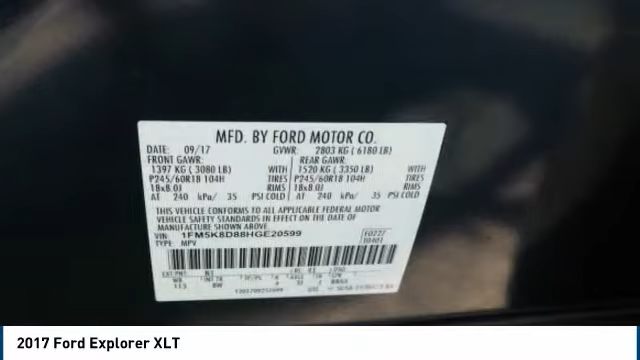 MFD. BY FORD MOTOR CO.
DATE: 09/17 GVWR: 2803 KG ( 6180 LB)
FRONT GAWR: REAR GAWR:
1397 KG ( 3080 LB) WITH 1520 KG ( 3350 LB) WITH
P245/60R18 104H TIRES P245/60R18 104H TIRES
18x8.0J RIMS 18x8.0J RIMS
AT 240 kPa/ 35 PSI COLD AT 240 kPa/ 35 PSI COLD
THIS VEHICLE CONFORMS TO ALL APPLICABLE FEDERAL MOTOR
VEHICLE SAFETY STANDARDS IN EFFECT ON THE DATE OF
MANUFACTURE SHOWN ABOVE
VIN: 1FM5K8D88HGE20599
TYPE: MPV
EXT PNT:
2017 Ford Explorer XLT